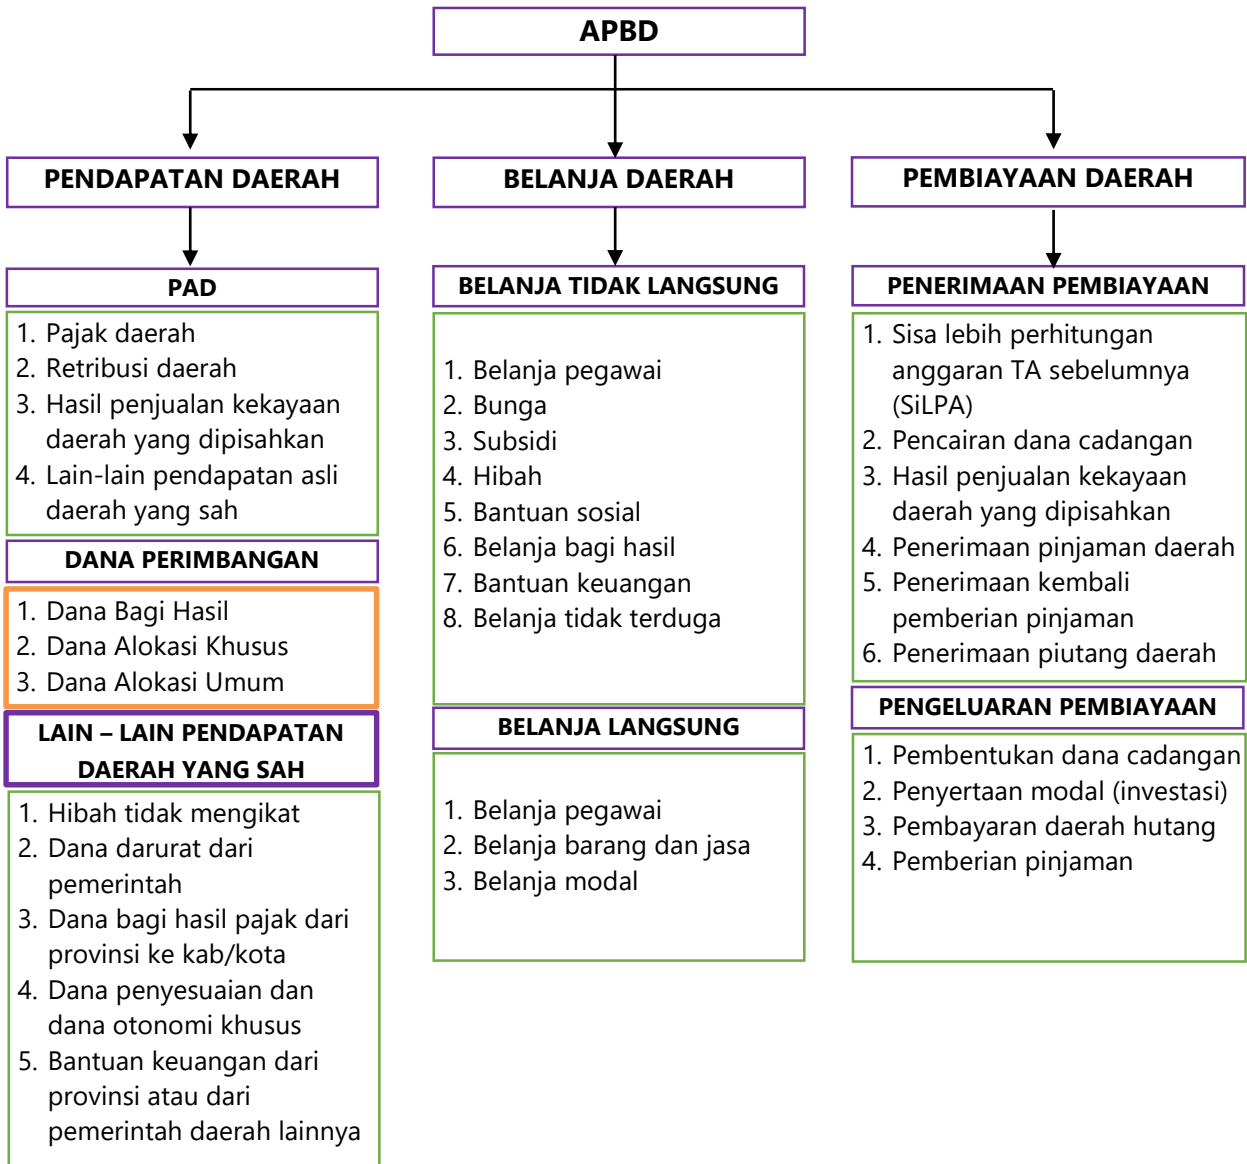 APBD
PENDAPATAN DAERAH
PAD
1. Pajak daerah
2. Retribusi daerah
3. Hasil penjualan kekayaan
daerah yang dipisahkan
4. Lain-lain pendapatan asli
daerah yang sah
DANA PERIMBANGAN
1. Dana Bagi Hasil
2. Dana Alokasi Khusus
3. Dana Alokasi Umum
LAIN – LAIN PENDAPATAN
DAERAH YANG SAH
1. Hibah tidak mengikat
2. Dana darurat dari
pemerintah
3. Dana bagi hasil pajak dari
provinsi ke kab/kota
4. Dana penyesuaian dan
dana otonomi khusus
5. Bantuan keuangan dari
provinsi atau dari
pemerintah daerah lainnya
BELANJA DAERAH
BELANJA TIDAK LANGSUNG
1. Belanja pegawai
2. Bunga
3. Subsidi
4. Hibah
5. Bantuan sosial
6. Belanja bagi hasil
7. Bantuan keuangan
8. Belanja tidak terduga
BELANJA LANGSUNG
1. Belanja pegawai
2. Belanja barang dan jasa
3. Belanja modal
PEMBIAYAAN DAERAH
PENERIMAAN PEMBIAYAAN
1. Sisa lebih perhitungan
anggaran TA sebelumnya
(SiLPA)
2. Pencairan dana cadangan
3. Hasil penjualan kekayaan
daerah yang dipisahkan
4. Penerimaan pinjaman daerah
5. Penerimaan kembali
pemberian pinjaman
6. Penerimaan piutang daerah
PENGELUARAN PEMBIAYAAN
1. Pembentukan dana cadangan
2. Penyertaan modal (investasi)
3. Pembayaran daerah hutang
4. Pemberian pinjaman